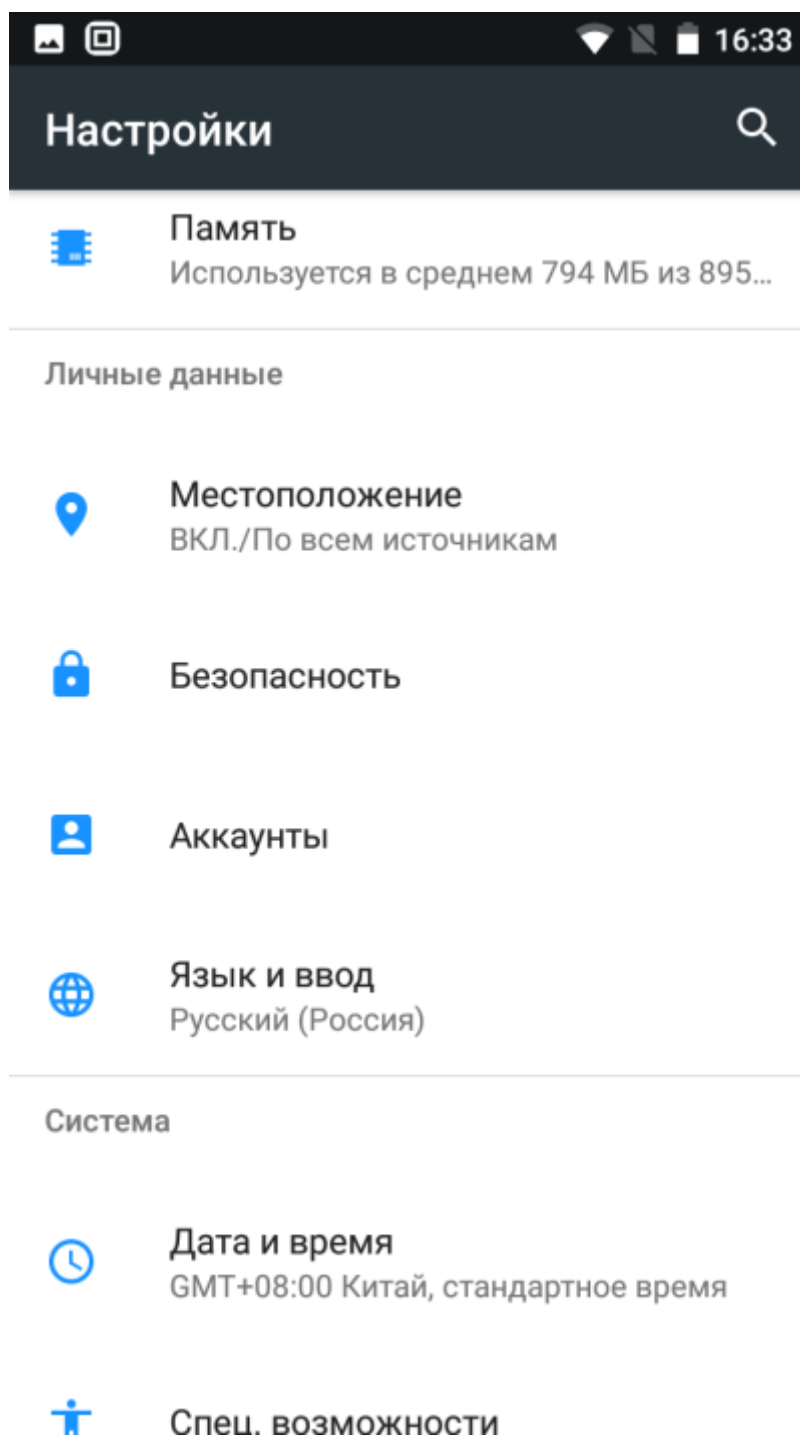 16:33
Настройки
Память
Используется в среднем 794 МБ из 895...
Личные данные
Местоположение
ВКЛ./По всем источникам
Безопасность
Аккаунты
Язык и ввод
Русский (Россия)
Система
Дата и время
GMT+08:00 Китай, стандартное время
Спец. возможности